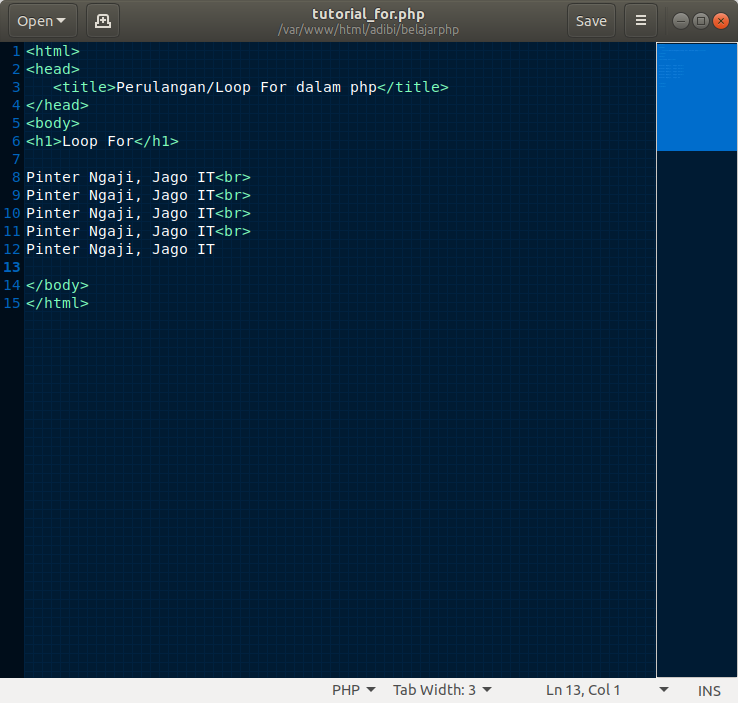 Open
tutorial_for.php
/var/www/html/adibi/belajarphp
Save
1 <html>
2 <head>
3    <title>Perulangan/Loop For dalam php</title>
4 </head>
5 <body>
6 <h1>Loop For</h1>
7
8 Pinter Ngaji, Jago IT<br>
9 Pinter Ngaji, Jago IT<br>
10 Pinter Ngaji, Jago IT<br>
11 Pinter Ngaji, Jago IT<br>
12 Pinter Ngaji, Jago IT
13
14 </body>
15 </html>
PHP Tab Width: 3 Ln 13, Col 1 INS